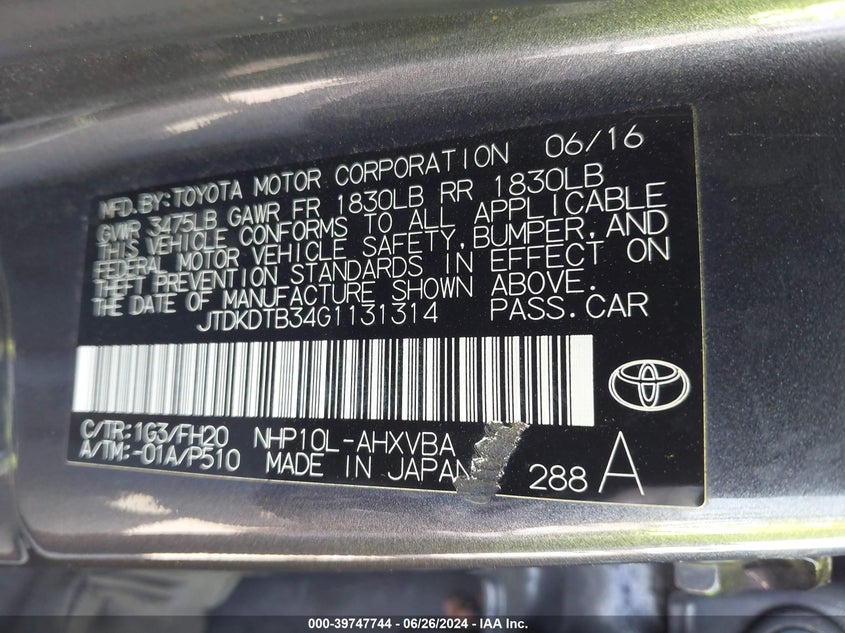 MFD.BY:TOYOTA MOTOR CORPORATION 06/16
GVWR 3475LB GAWR FR 1830LB RR 1830LB
THIS VEHICLE CONFORMS TO ALL APPLICABLE
FEDERAL MOTOR VEHICLE SAFETY,BUMPER,AND
THEFT PREVENTION STANDARDS IN EFFECT ON
THE DATE OF MANUFACTURE SHOWN ABOVE.
JTDKDTB34G1131314 PASS.CAR
C/TR:1G3/FH20 NHP10L-AHXVBA
A/TM:-01A/P510 MADE IN JAPAN 288 A
000-39747744 - 06/26/2024 - IAA Inc.